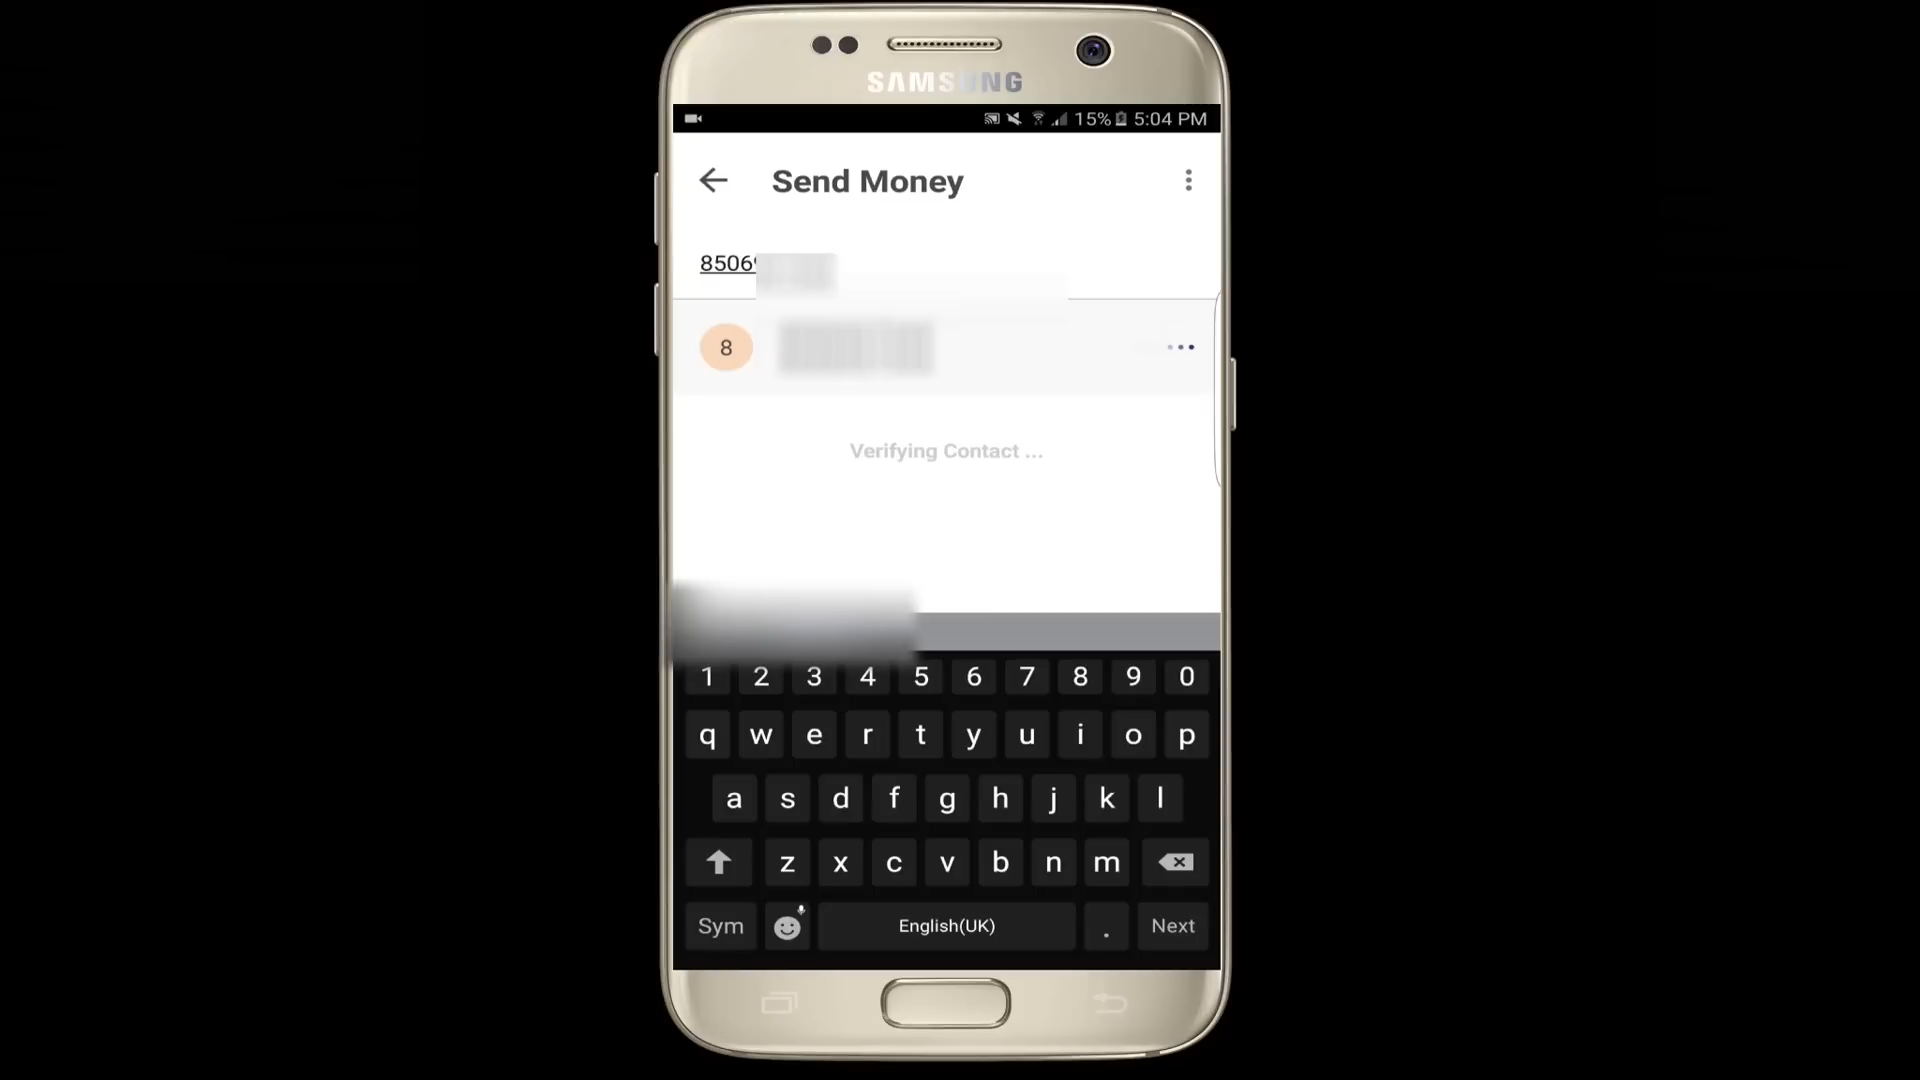 SAMSUNG
15% 5:04 PM
Send Money
8506
8
Verifying Contact ...
1 2 3 4 5 6 7 8 9 0
q w e r t y u i o p
a s d f g h j k l
z x c v b n m
Sym English(UK) . Next